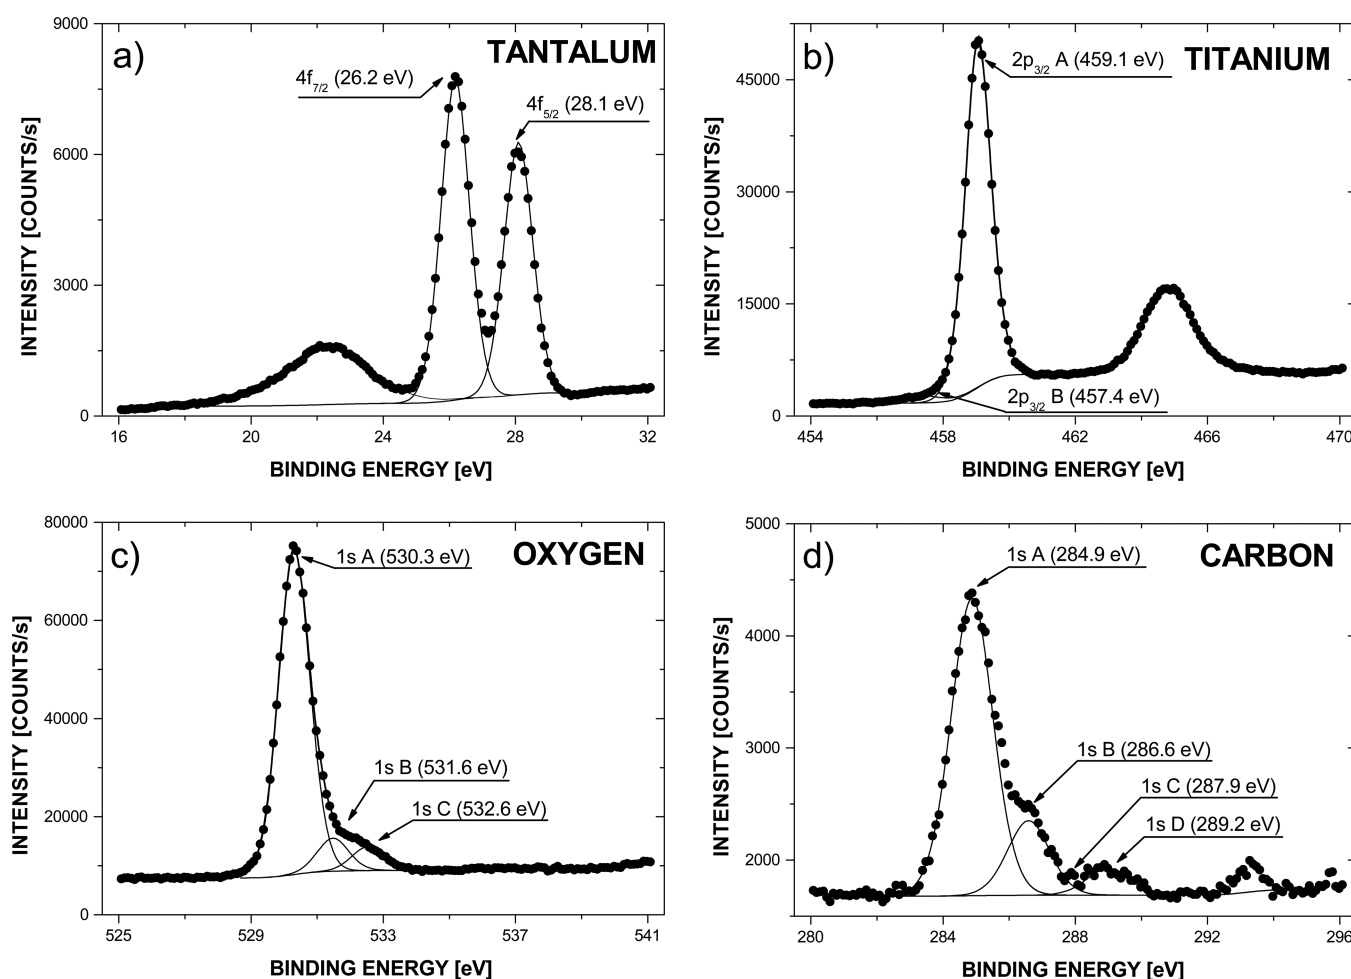 a)
TANTALUM
4f7/2 (26.2 eV)
4f5/2 (28.1 eV)
INTENSITY [COUNTS/s]
9000
6000
3000
0
16 20 24 28 32
BINDING ENERGY [eV]
b)
TITANIUM
2p3/2 A (459.1 eV)
2p3/2 B (457.4 eV)
INTENSITY [COUNTS/s]
45000
30000
15000
0
454 458 462 466 470
BINDING ENERGY [eV]
c)
OXYGEN
1s A (530.3 eV)
1s B (531.6 eV)
1s C (532.6 eV)
INTENSITY [COUNTS/s]
80000
60000
40000
20000
0
525 529 533 537 541
BINDING ENERGY [eV]
d)
CARBON
1s A (284.9 eV)
1s B (286.6 eV)
1s C (287.9 eV)
1s D (289.2 eV)
INTENSITY [COUNTS/s]
5000
4000
3000
2000
280 284 288 292 296
BINDING ENERGY [eV]